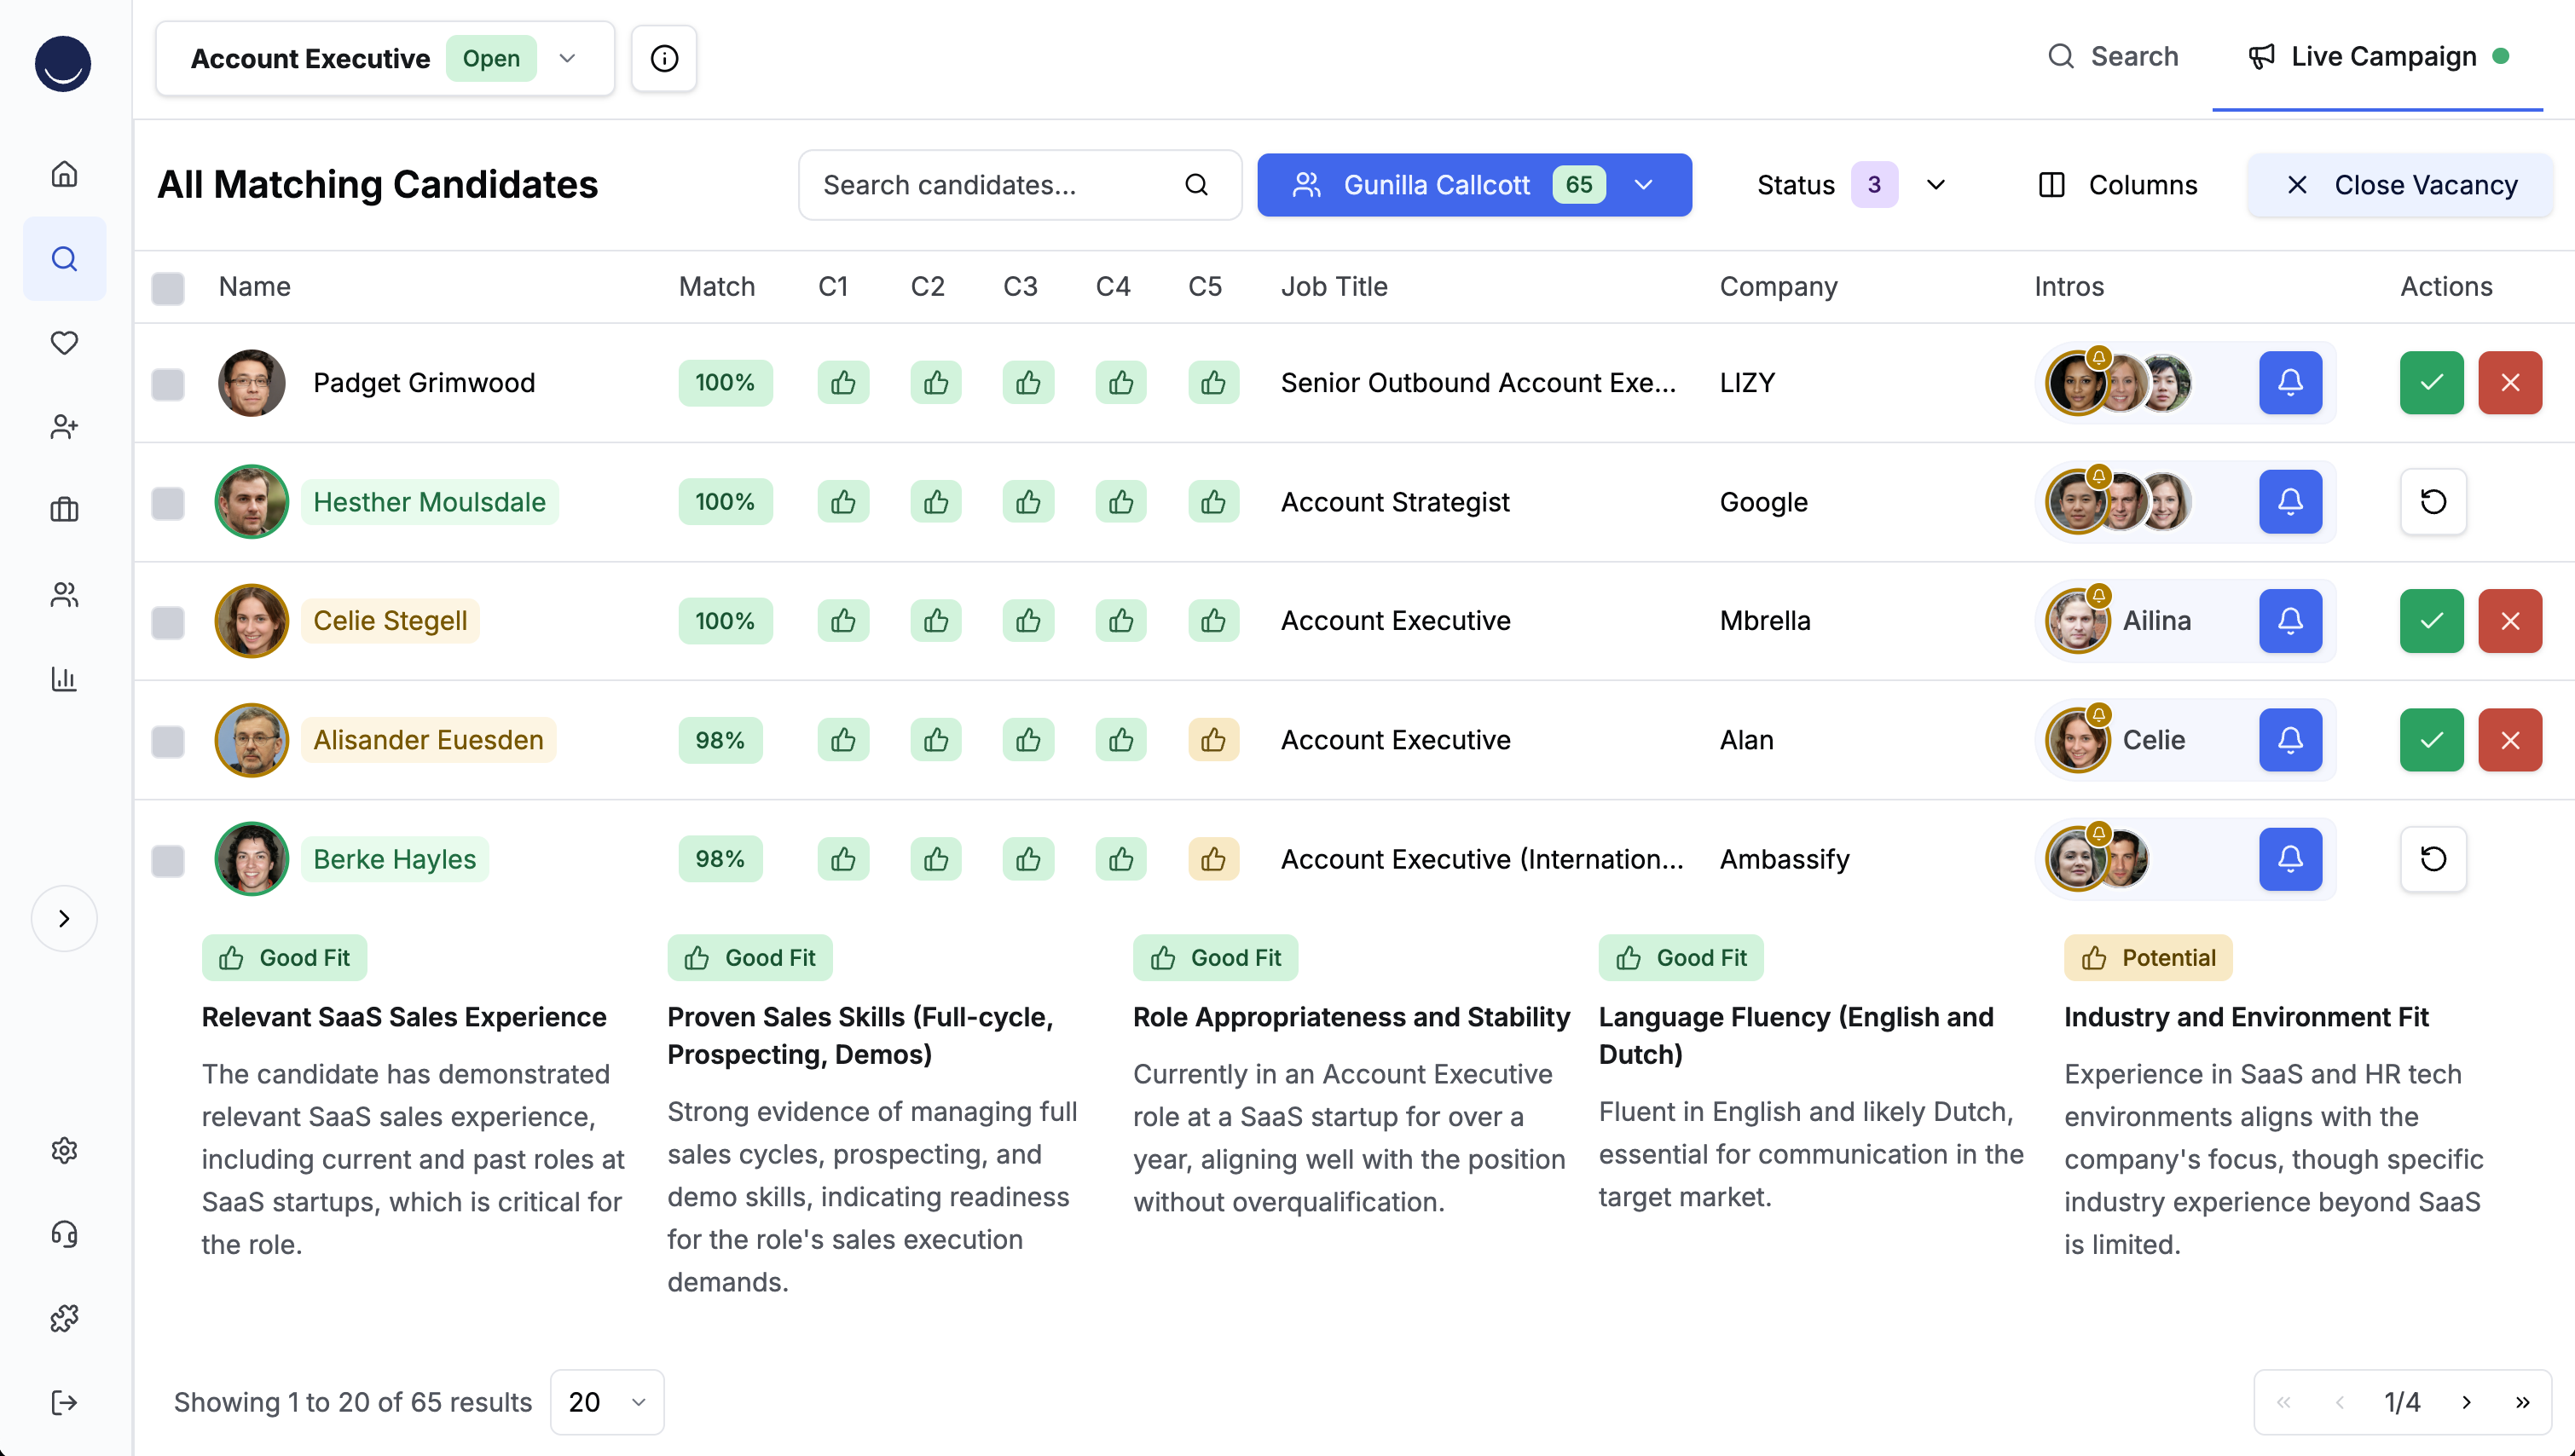 Account Executive Open
Search
Live Campaign
All Matching Candidates
Search candidates...
Gunilla Callcott 65
Status 3
Columns
Close Vacancy
Name Match C1 C2 C3 C4 C5 Job Title Company Intros Actions
Padget Grimwood 100% Senior Outbound Account Exe... LIZY
Hesther Moulsdale 100% Account Strategist Google
Celie Stegell 100% Account Executive Mbrella Ailina
Alisander Euesden 98% Account Executive Alan Celie
Berke Hayles 98% Account Executive (Internation... Ambassify
Good Fit
Relevant SaaS Sales Experience
The candidate has demonstrated
relevant SaaS sales experience,
including current and past roles at
SaaS startups, which is critical for
the role.
Good Fit
Proven Sales Skills (Full-cycle,
Prospecting, Demos)
Strong evidence of managing full
sales cycles, prospecting, and
demo skills, indicating readiness
for the role's sales execution
demands.
Good Fit
Role Appropriateness and Stability
Currently in an Account Executive
role at a SaaS startup for over a
year, aligning well with the position
without overqualification.
Good Fit
Language Fluency (English and
Dutch)
Fluent in English and likely Dutch,
essential for communication in the
target market.
Potential
Industry and Environment Fit
Experience in SaaS and HR tech
environments aligns with the
company's focus, though specific
industry experience beyond SaaS
is limited.
Showing 1 to 20 of 65 results 20
1/4